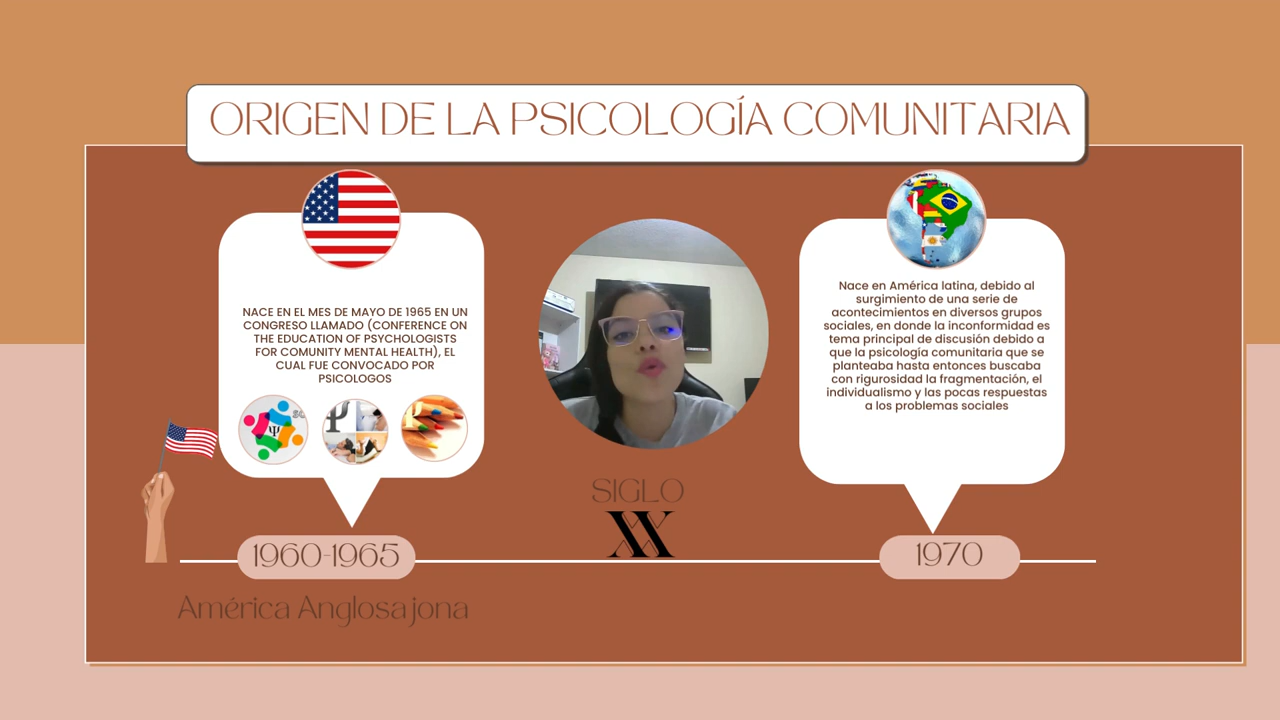 ORIGEN DE LA PSICOLOGÍA COMUNITARIA
NACE EN EL MES DE MAYO DE 1965 EN UN
CONGRESO LLAMADO (CONFERENCE ON
THE EDUCATION OF PSYCHOLOGISTS
FOR COMUNITY MENTAL HEALTH), EL
CUAL FUE CONVOCADO POR
PSICOLOGOS
Ψ
Ψ
1960-1965
América Anglosajona
SIGLO
XX
Nace en América latina, debido al
surgimiento de una serie de
acontecimientos en diversos grupos
sociales, en donde la inconformidad es
tema principal de discusión debido a
que la psicología comunitaria que se
planteaba hasta entonces buscaba
con rigurosidad la fragmentación, el
individualismo y las pocas respuestas
a los problemas sociales
1970